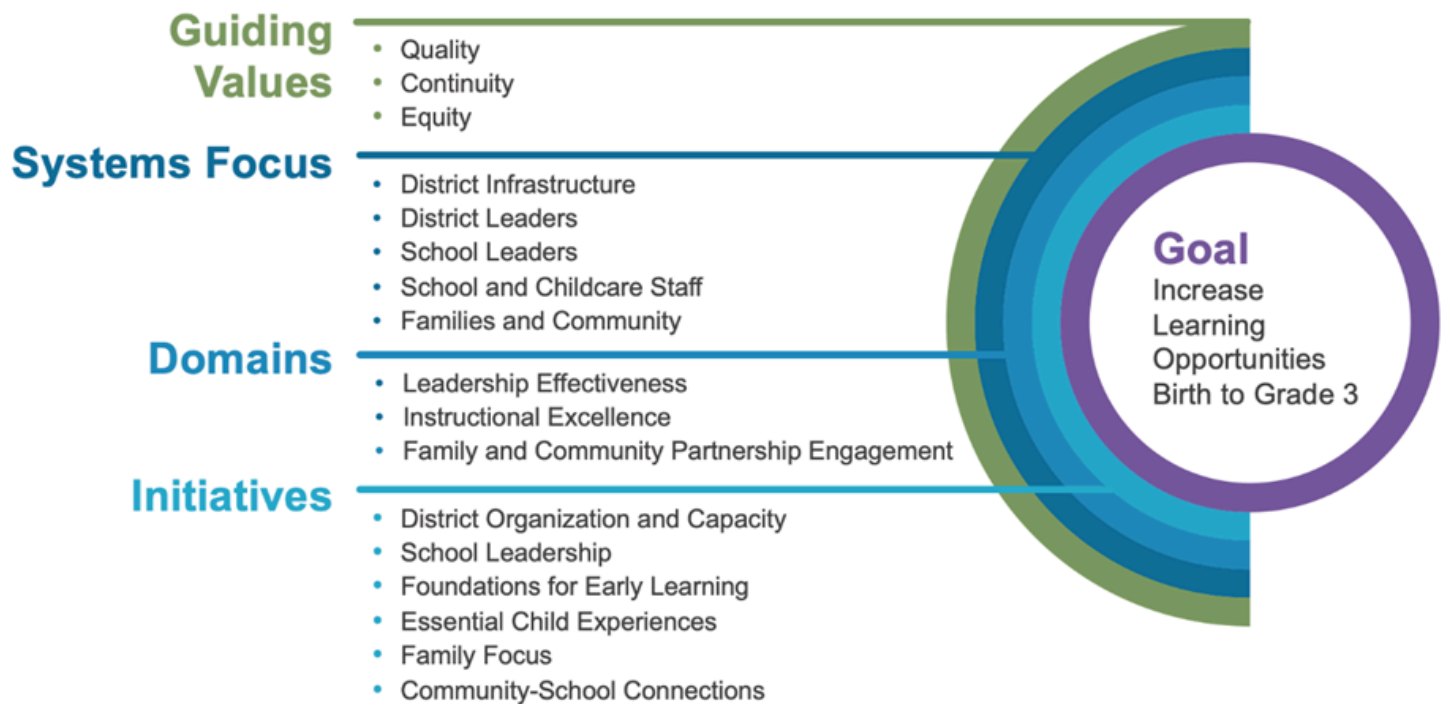 Guiding
Values
• Quality
• Continuity
• Equity
Systems Focus
• District Infrastructure
• District Leaders
• School Leaders
• School and Childcare Staff
• Families and Community
Domains
• Leadership Effectiveness
• Instructional Excellence
• Family and Community Partnership Engagement
Initiatives
• District Organization and Capacity
• School Leadership
• Foundations for Early Learning
• Essential Child Experiences
• Family Focus
• Community-School Connections
Goal
Increase
Learning
Opportunities
Birth to Grade 3